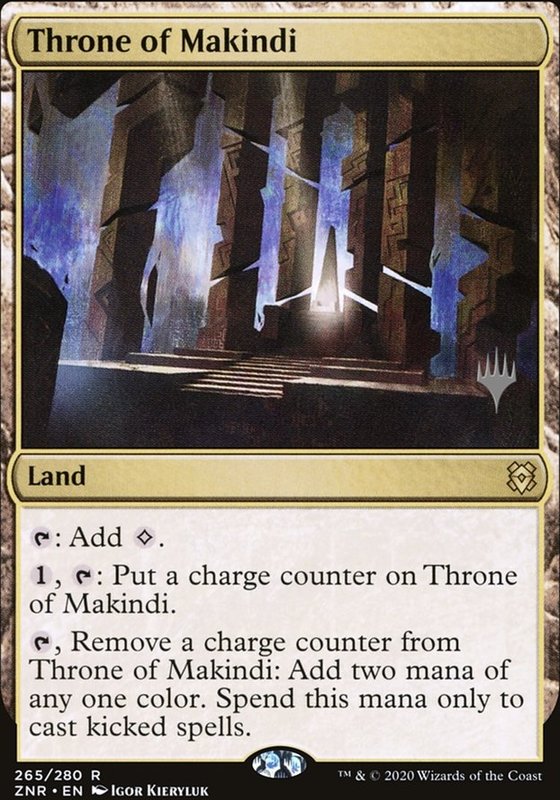 Throne of Makindi
Land
: Add .
1, : Put a charge counter on Throne
of Makindi.
, Remove a charge counter from
Throne of Makindi: Add two mana of
any one color. Spend this mana only to
cast kicked spells.
265/280 R
ZNR • EN Igor Kieryluk
™ & © 2020 Wizards of the Coast